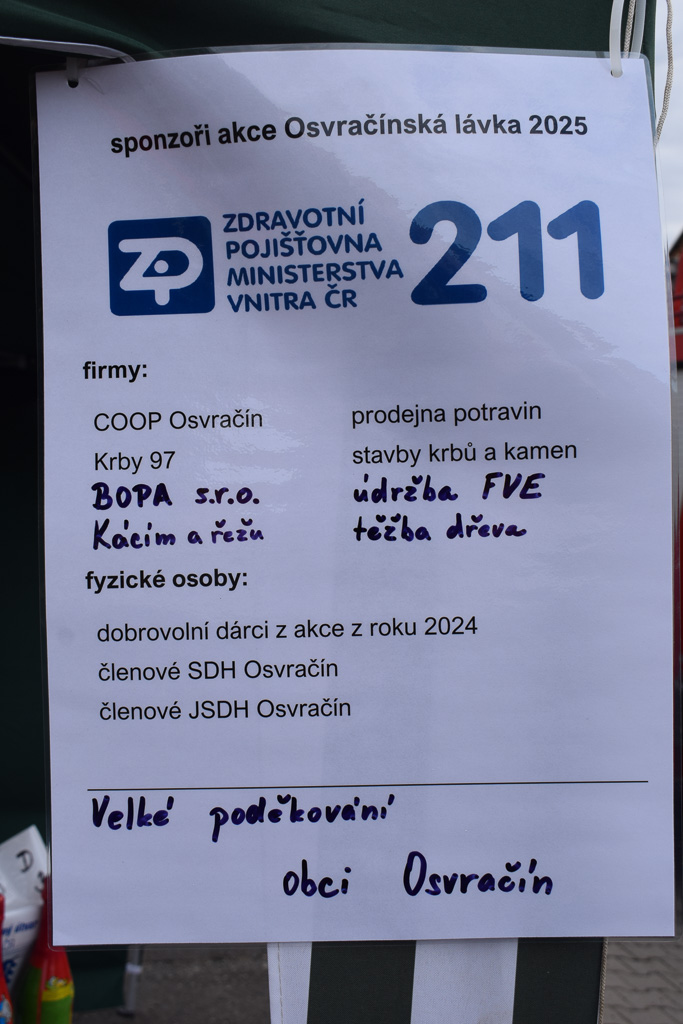 sponzoři akce Osvračínská lávka 2025
ZP
ZDRAVOTNÍ
POJIŠŤOVNA
MINISTERSTVA
VNITRA ČR
211
firmy:
COOP Osvračín prodejna potravin
Krby 97 stavby krbů a kamen
BOPA s.r.o. údržba FVE
Kácím a řežu těžba dřeva
fyzické osoby:
dobrovolní dárci z akce z roku 2024
členové SDH Osvračín
členové JSDH Osvračín
Velké poděkování
obci Osvračín